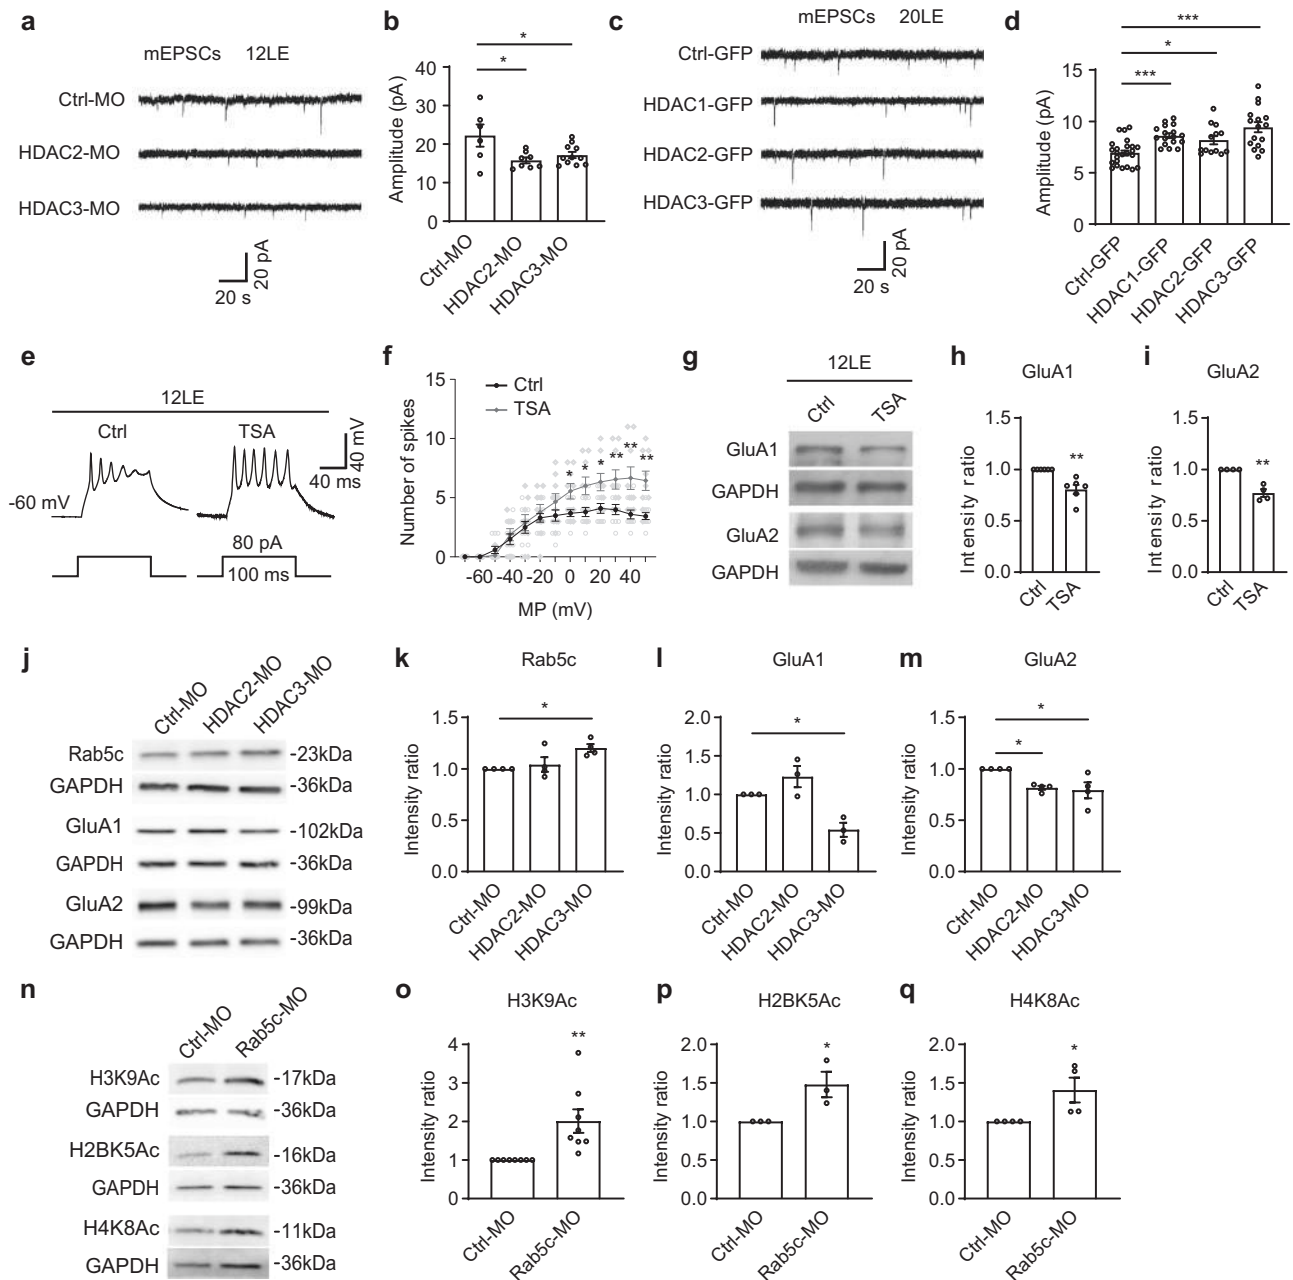 a
mEPSCs 12LE
Ctrl-MO
HDAC2-MO
HDAC3-MO
20 pA
20 s
b
*
*
Amplitude (pA)
40
30
20
10
0
Ctrl-MO
HDAC2-MO
HDAC3-MO
c
mEPSCs 20LE
Ctrl-GFP
HDAC1-GFP
HDAC2-GFP
HDAC3-GFP
20 pA
20 s
d
***
*
***
Amplitude (pA)
15
10
5
0
Ctrl-GFP
HDAC1-GFP
HDAC2-GFP
HDAC3-GFP
e
12LE
Ctrl
TSA
40 mV
40 ms
-60 mV
80 pA
100 ms
f
Ctrl
TSA
Number of spikes
15
10
5
0
* * * ** ** **
-60 -40 -20 0 20 40
MP (mV)
g
12LE
Ctrl
TSA
GluA1
GAPDH
GluA2
GAPDH
h
GluA1
Intensity ratio
1.5
1.0
0.5
0.0
**
Ctrl
TSA
i
GluA2
Intensity ratio
1.5
1.0
0.5
0.0
**
Ctrl
TSA
j
Ctrl-MO
HDAC2-MO
HDAC3-MO
Rab5c -23kDa
GAPDH -36kDa
GluA1 -102kDa
GAPDH -36kDa
GluA2 -99kDa
GAPDH -36kDa
k
Rab5c
*
Intensity ratio
1.5
1.0
0.5
0.0
Ctrl-MO
HDAC2-MO
HDAC3-MO
l
GluA1
*
Intensity ratio
2.0
1.5
1.0
0.5
0.0
Ctrl-MO
HDAC2-MO
HDAC3-MO
m
GluA2
*
*
Intensity ratio
1.5
1.0
0.5
0.0
Ctrl-MO
HDAC2-MO
HDAC3-MO
n
Ctrl-MO
Rab5c-MO
H3K9Ac -17kDa
GAPDH -36kDa
H2BK5Ac -16kDa
GAPDH -36kDa
H4K8Ac -11kDa
GAPDH -36kDa
o
H3K9Ac
**
Intensity ratio
4
3
2
1
0
Ctrl-MO
Rab5c-MO
p
H2BK5Ac
*
Intensity ratio
2.0
1.5
1.0
0.5
0.0
Ctrl-MO
Rab5c-MO
q
H4K8Ac
*
Intensity ratio
2.0
1.5
1.0
0.5
0.0
Ctrl-MO
Rab5c-MO